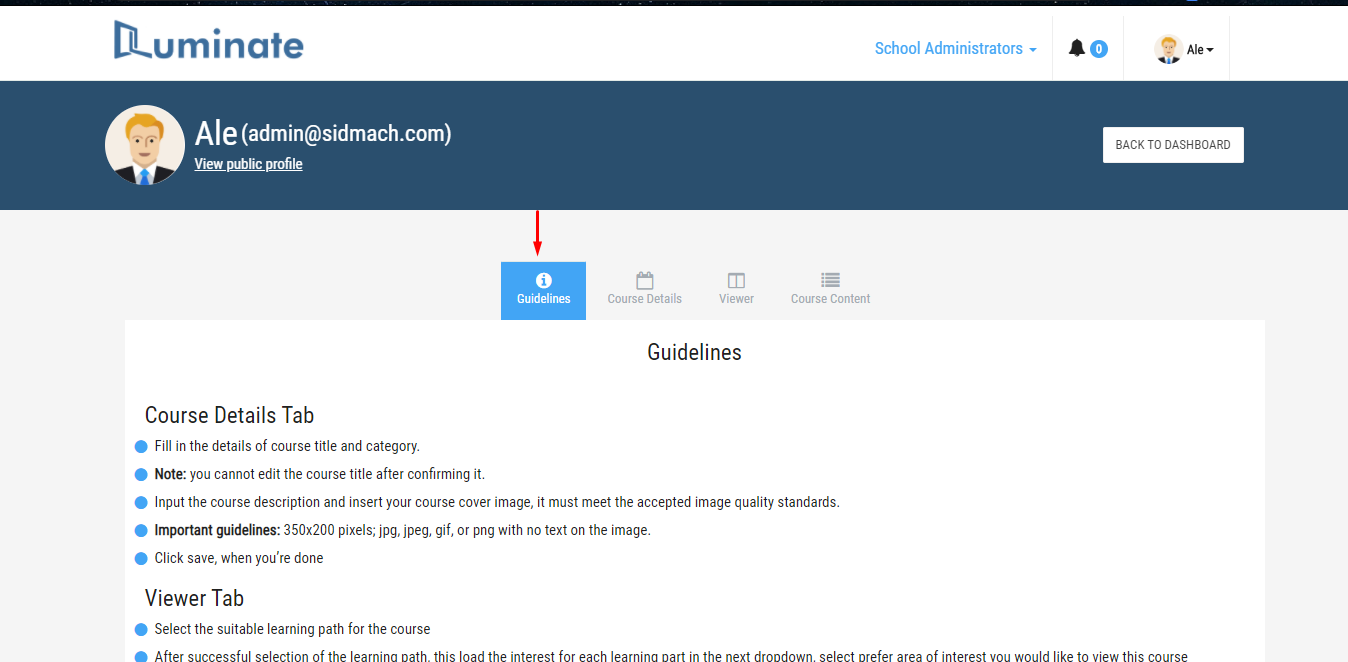 Luminate
School Administrators
0
Ale
Ale (admin@sidmach.com)
View public profile
BACK TO DASHBOARD
Guidelines
Course Details
Viewer
Course Content
Guidelines
Course Details Tab
Fill in the details of course title and category.
Note: you cannot edit the course title after confirming it.
Input the course description and insert your course cover image, it must meet the accepted image quality standards.
Important guidelines: 350x200 pixels; jpg, jpeg, gif, or png with no text on the image.
Click save, when you're done
Viewer Tab
Select the suitable learning path for the course
After successful selection of the learning path, this load the interest for each learning part in the next dropdown, select prefer area of interest you would like to view this course